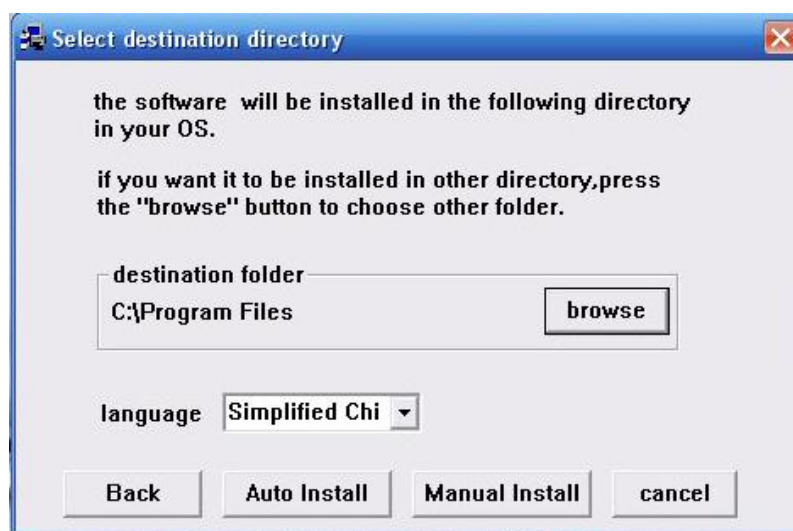 Select destination directory
the software will be installed in the following directory
in your OS.
if you want it to be installed in other directory,press
the "browse" button to choose other folder.
destination folder
C:\Program Files
browse
language
Simplified Chi
Back
Auto Install
Manual Install
cancel